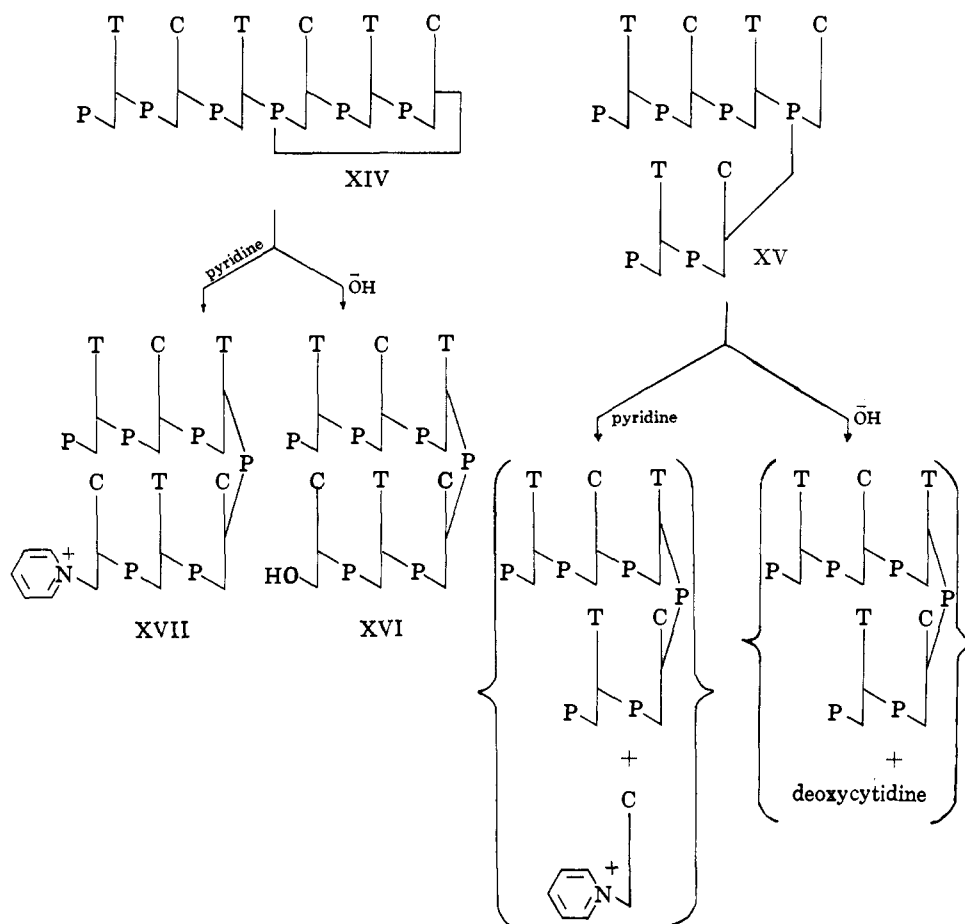 T C T C T C
P P P P P P
XIV
T C T C
P P P P P
T C
P P
XV
pyridine
OH
T C T
P P P P
C T C
N+ P P
XVII
T C T
P P P P
C T C
HO P P
XVI
pyridine
OH
T C T
P P P P
T C
P P
+
C
N+
T C T
P P P P
T C
P P
+
deoxycytidine